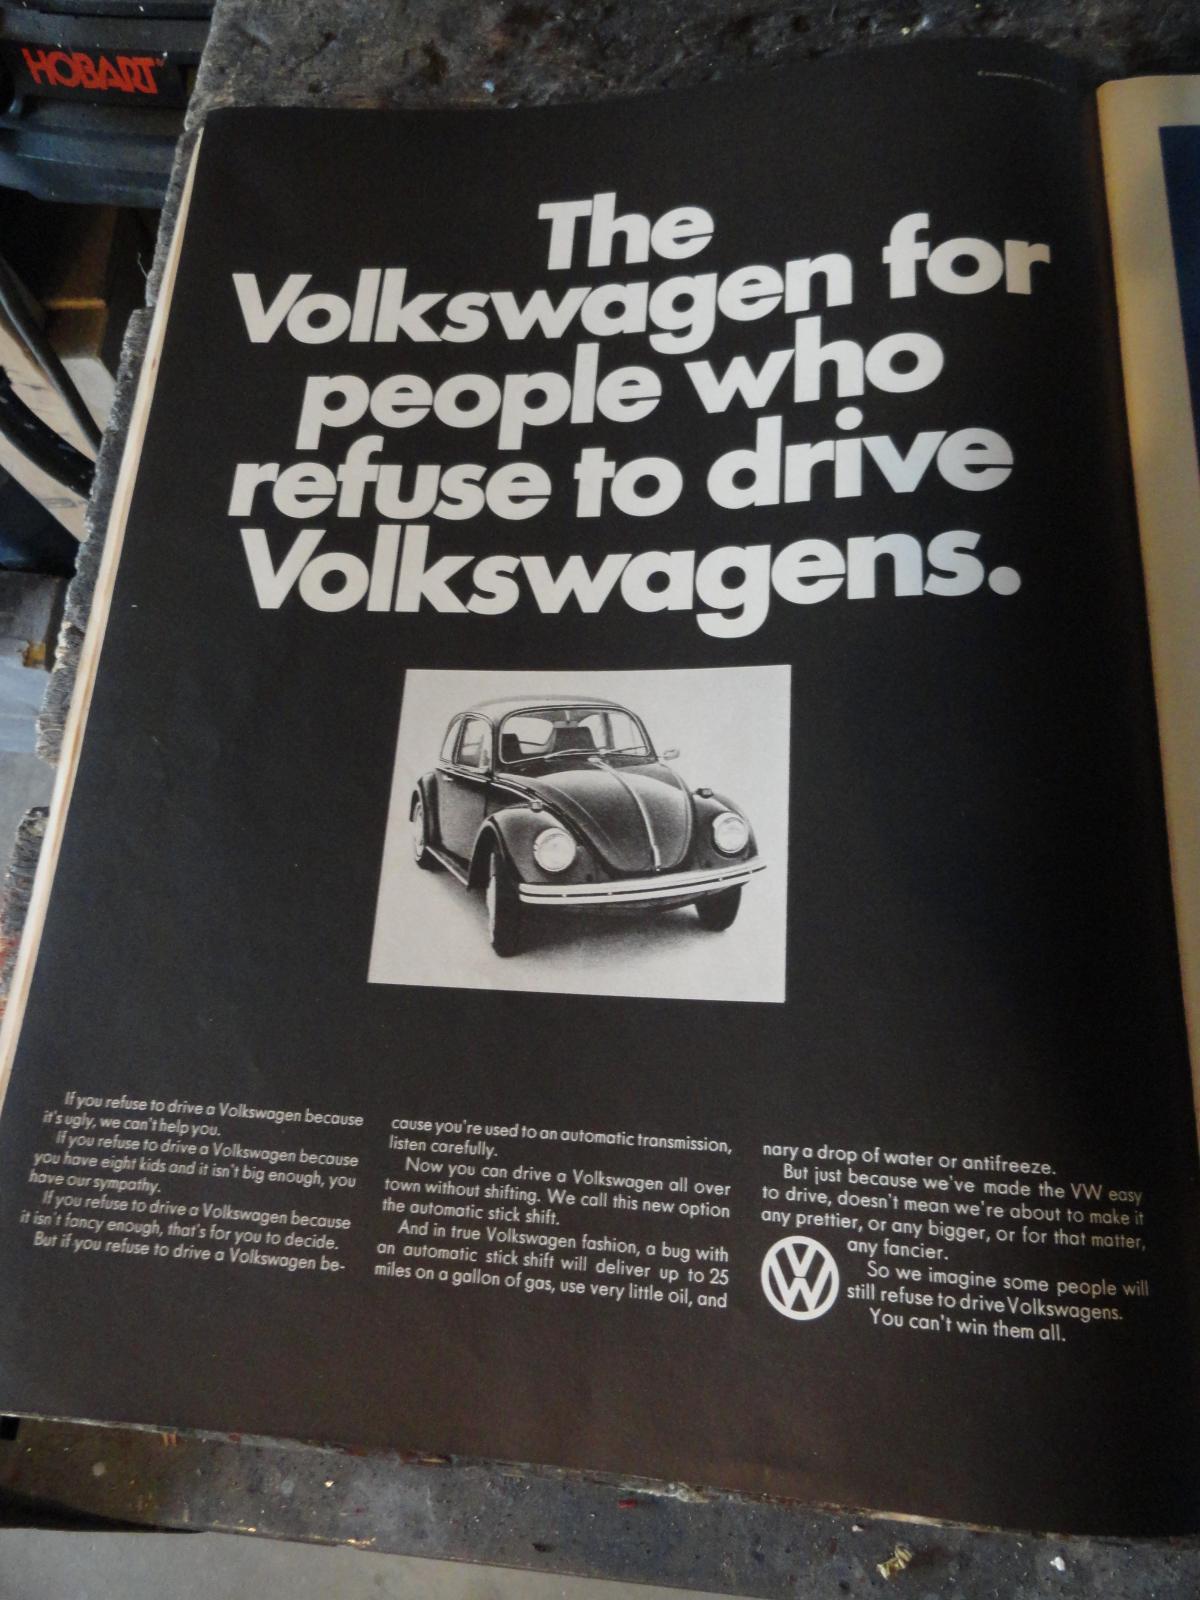 HOBART
The
Volkswagen for
people who
refuse to drive
Volkswagens.
If you refuse to drive a Volkswagen because
it's ugly, we can't help you.
If you refuse to drive a Volkswagen because
you have eight kids and it isn't big enough, you
have our sympathy.
If you refuse to drive a Volkswagen because
it isn't fancy enough, that's for you to decide.
But if you refuse to drive a Volkswagen be-
cause you're used to an automatic transmission,
listen carefully.
Now you can drive a Volkswagen all over
town without shifting. We call this new option
the automatic stick shift.
And in true Volkswagen fashion, a bug with
an automatic stick shift will deliver up to 25
miles on a gallon of gas, use very little oil, and
nary a drop of water or antifreeze.
But just because we've made the VW easy
to drive, doesn't mean we're about to make it
any prettier, or any bigger, or for that matter,
any fancier.
So we imagine some people will
still refuse to drive Volkswagens.
You can't win them all.
VW